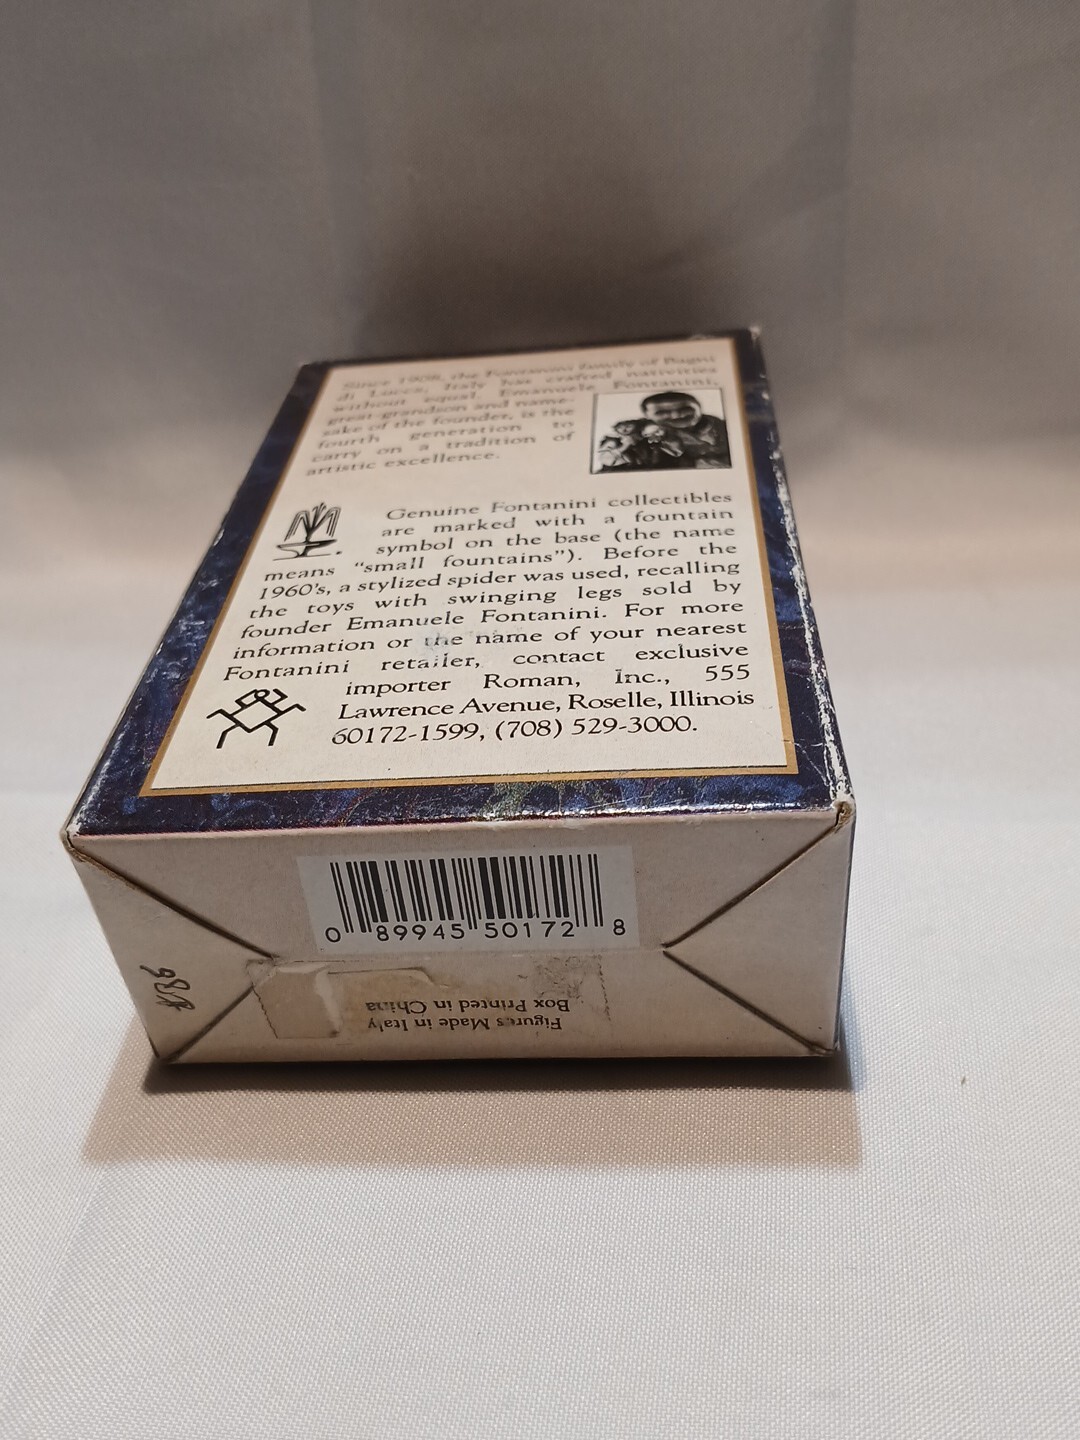 Since 1908, the Fontanini family of Bagni
di Lucca, Italy has crafted nativities
without equal. Emanuele Fontanini,
great-grandson and name-
sake of the founder, is the
fourth generation to
carry on a tradition of
artistic excellence.
Genuine Fontanini collectibles
are marked with a fountain
symbol on the base (the name
means "small fountains"). Before the
1960's, a stylized spider was used, recalling
the toys with swinging legs sold by
founder Emanuele Fontanini. For more
information or the name of your nearest
Fontanini retailer, contact exclusive
importer Roman, Inc., 555
Lawrence Avenue, Roselle, Illinois
60172-1599, (708) 529-3000.
0 89945 50172 8
Figures Made in Italy
Box Printed in China